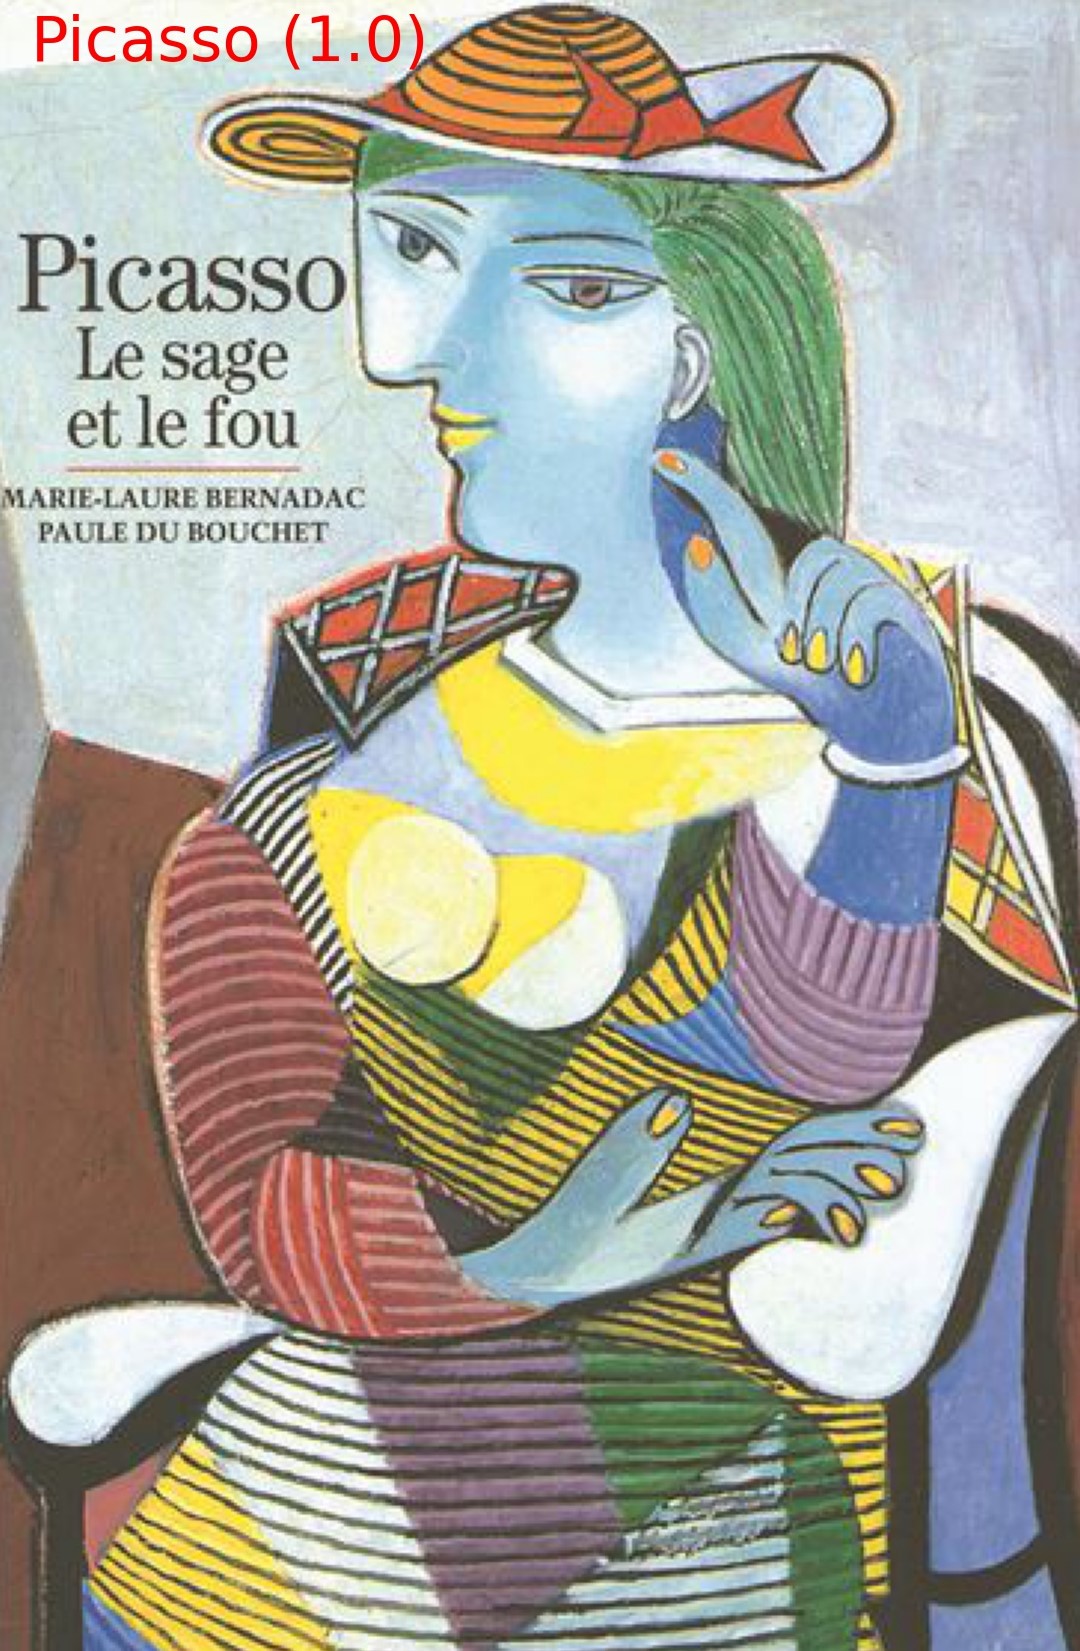 Picasso (1.0)
Picasso
Le sage
et le fou
MARIE-LAURE BERNADAC
PAULE DU BOUCHET